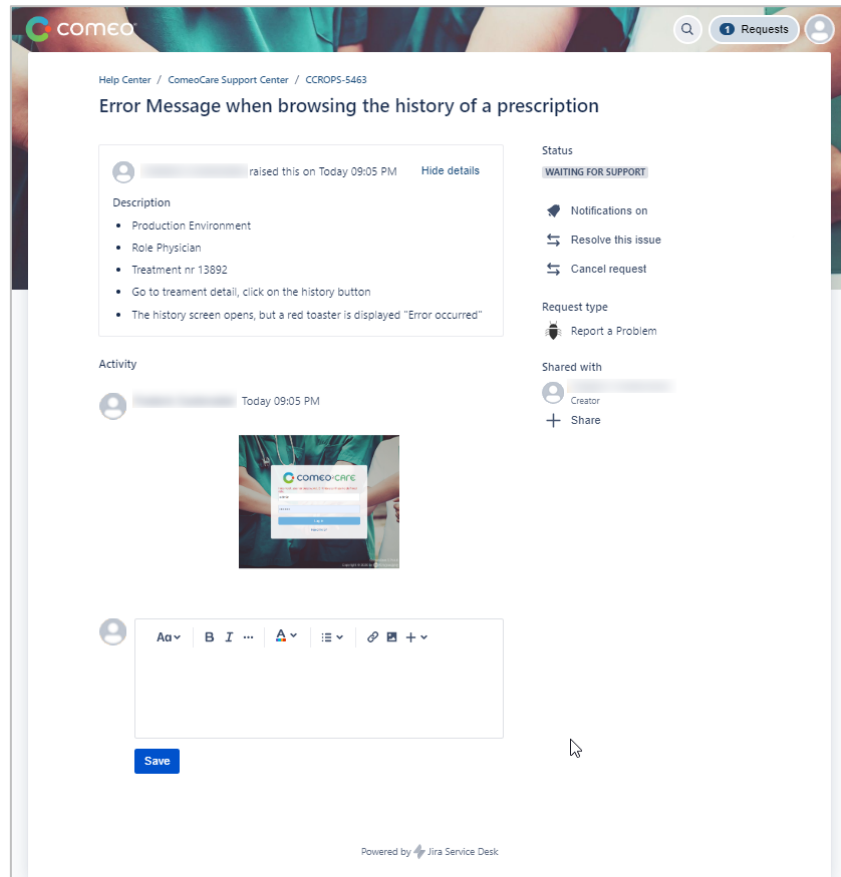 comeo
1 Requests
Help Center / ComeoCare Support Center / CCROPS-5463
Error Message when browsing the history of a prescription
raised this on Today 09:05 PM Hide details
Description
• Production Environment
• Role Physician
• Treatment nr 13892
• Go to treament detail, click on the history button
• The history screen opens, but a red toaster is displayed "Error occurred"
Status
WAITING FOR SUPPORT
Notifications on
Resolve this issue
Cancel request
Request type
Report a Problem
Shared with
Creator
Share
Activity
Today 09:05 PM
comeo-care
Aa B I ... A
Save
Powered by Jira Service Desk